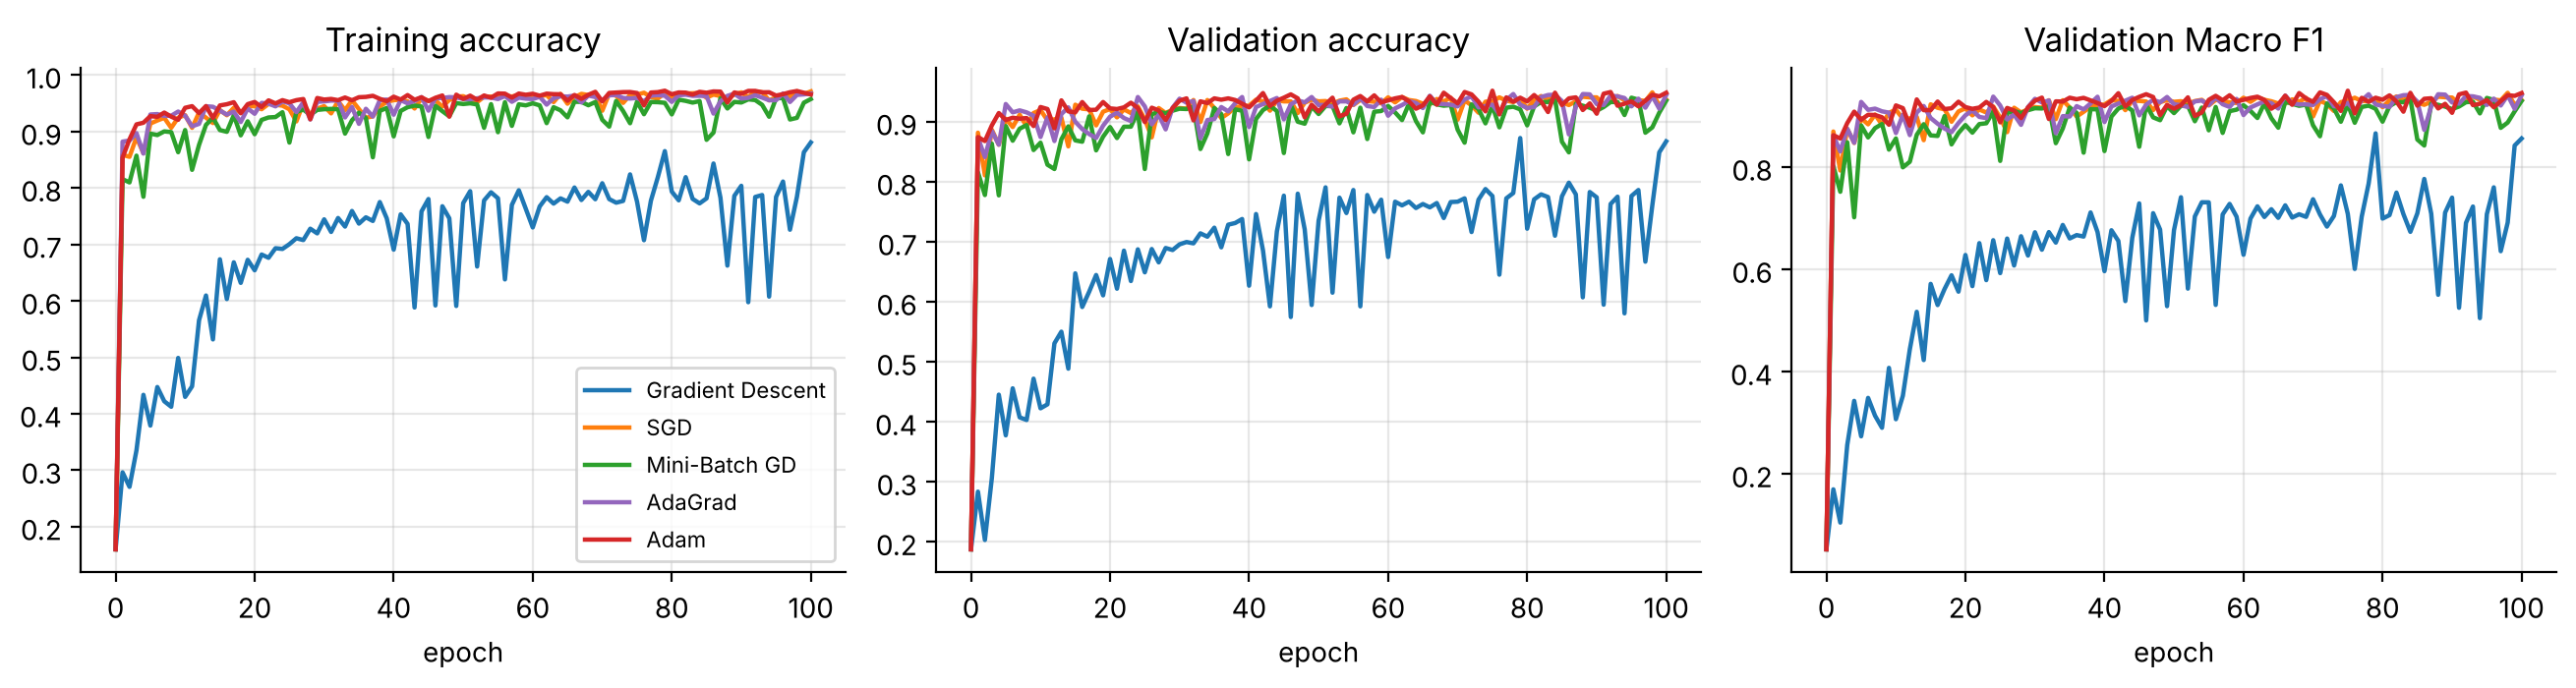 Training accuracy
1.0
0.9
0.8
0.7
0.6
0.5
0.4
0.3
0.2
0 20 40 60 80 100
epoch
Gradient Descent
SGD
Mini-Batch GD
AdaGrad
Adam
Validation accuracy
0.9
0.8
0.7
0.6
0.5
0.4
0.3
0.2
0 20 40 60 80 100
epoch
Validation Macro F1
0.8
0.6
0.4
0.2
0 20 40 60 80 100
epoch